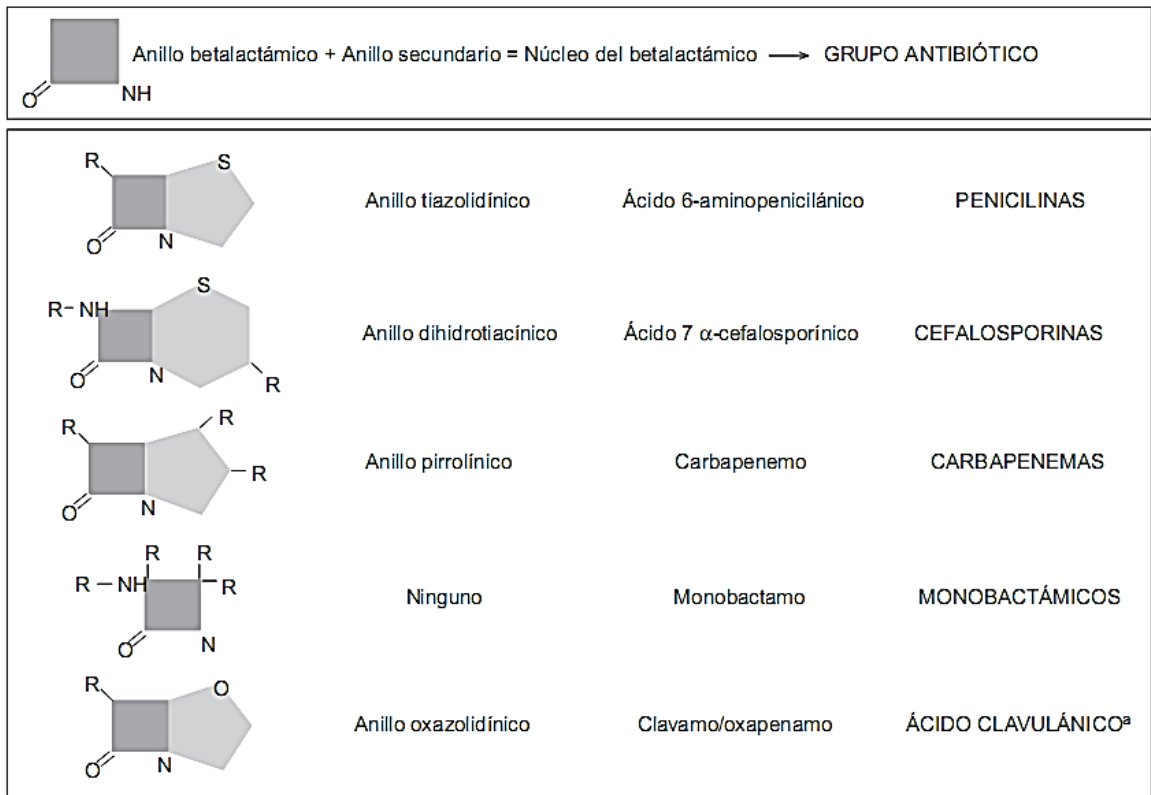 Anillo betalactámico + Anillo secundario = Núcleo del betalactámico ⟶ GRUPO ANTIBIÓTICO
O
NH
R
S
O
N
Anillo tiazolidínico Ácido 6-aminopenicilánico PENICILINAS
R–NH
S
O
N
R
Anillo dihidrotiacínico Ácido 7 α-cefalosporínico CEFALOSPORINAS
R
R
R
O
N
Anillo pirrolínico Carbapenemo CARBAPENEMAS
R R
R–NH R
O
N
Ninguno Monobactamo MONOBACTÁMICOS
R
O
O
N
Anillo oxazolidínico Clavamo/oxapenamo ÁCIDO CLAVULÁNICOª